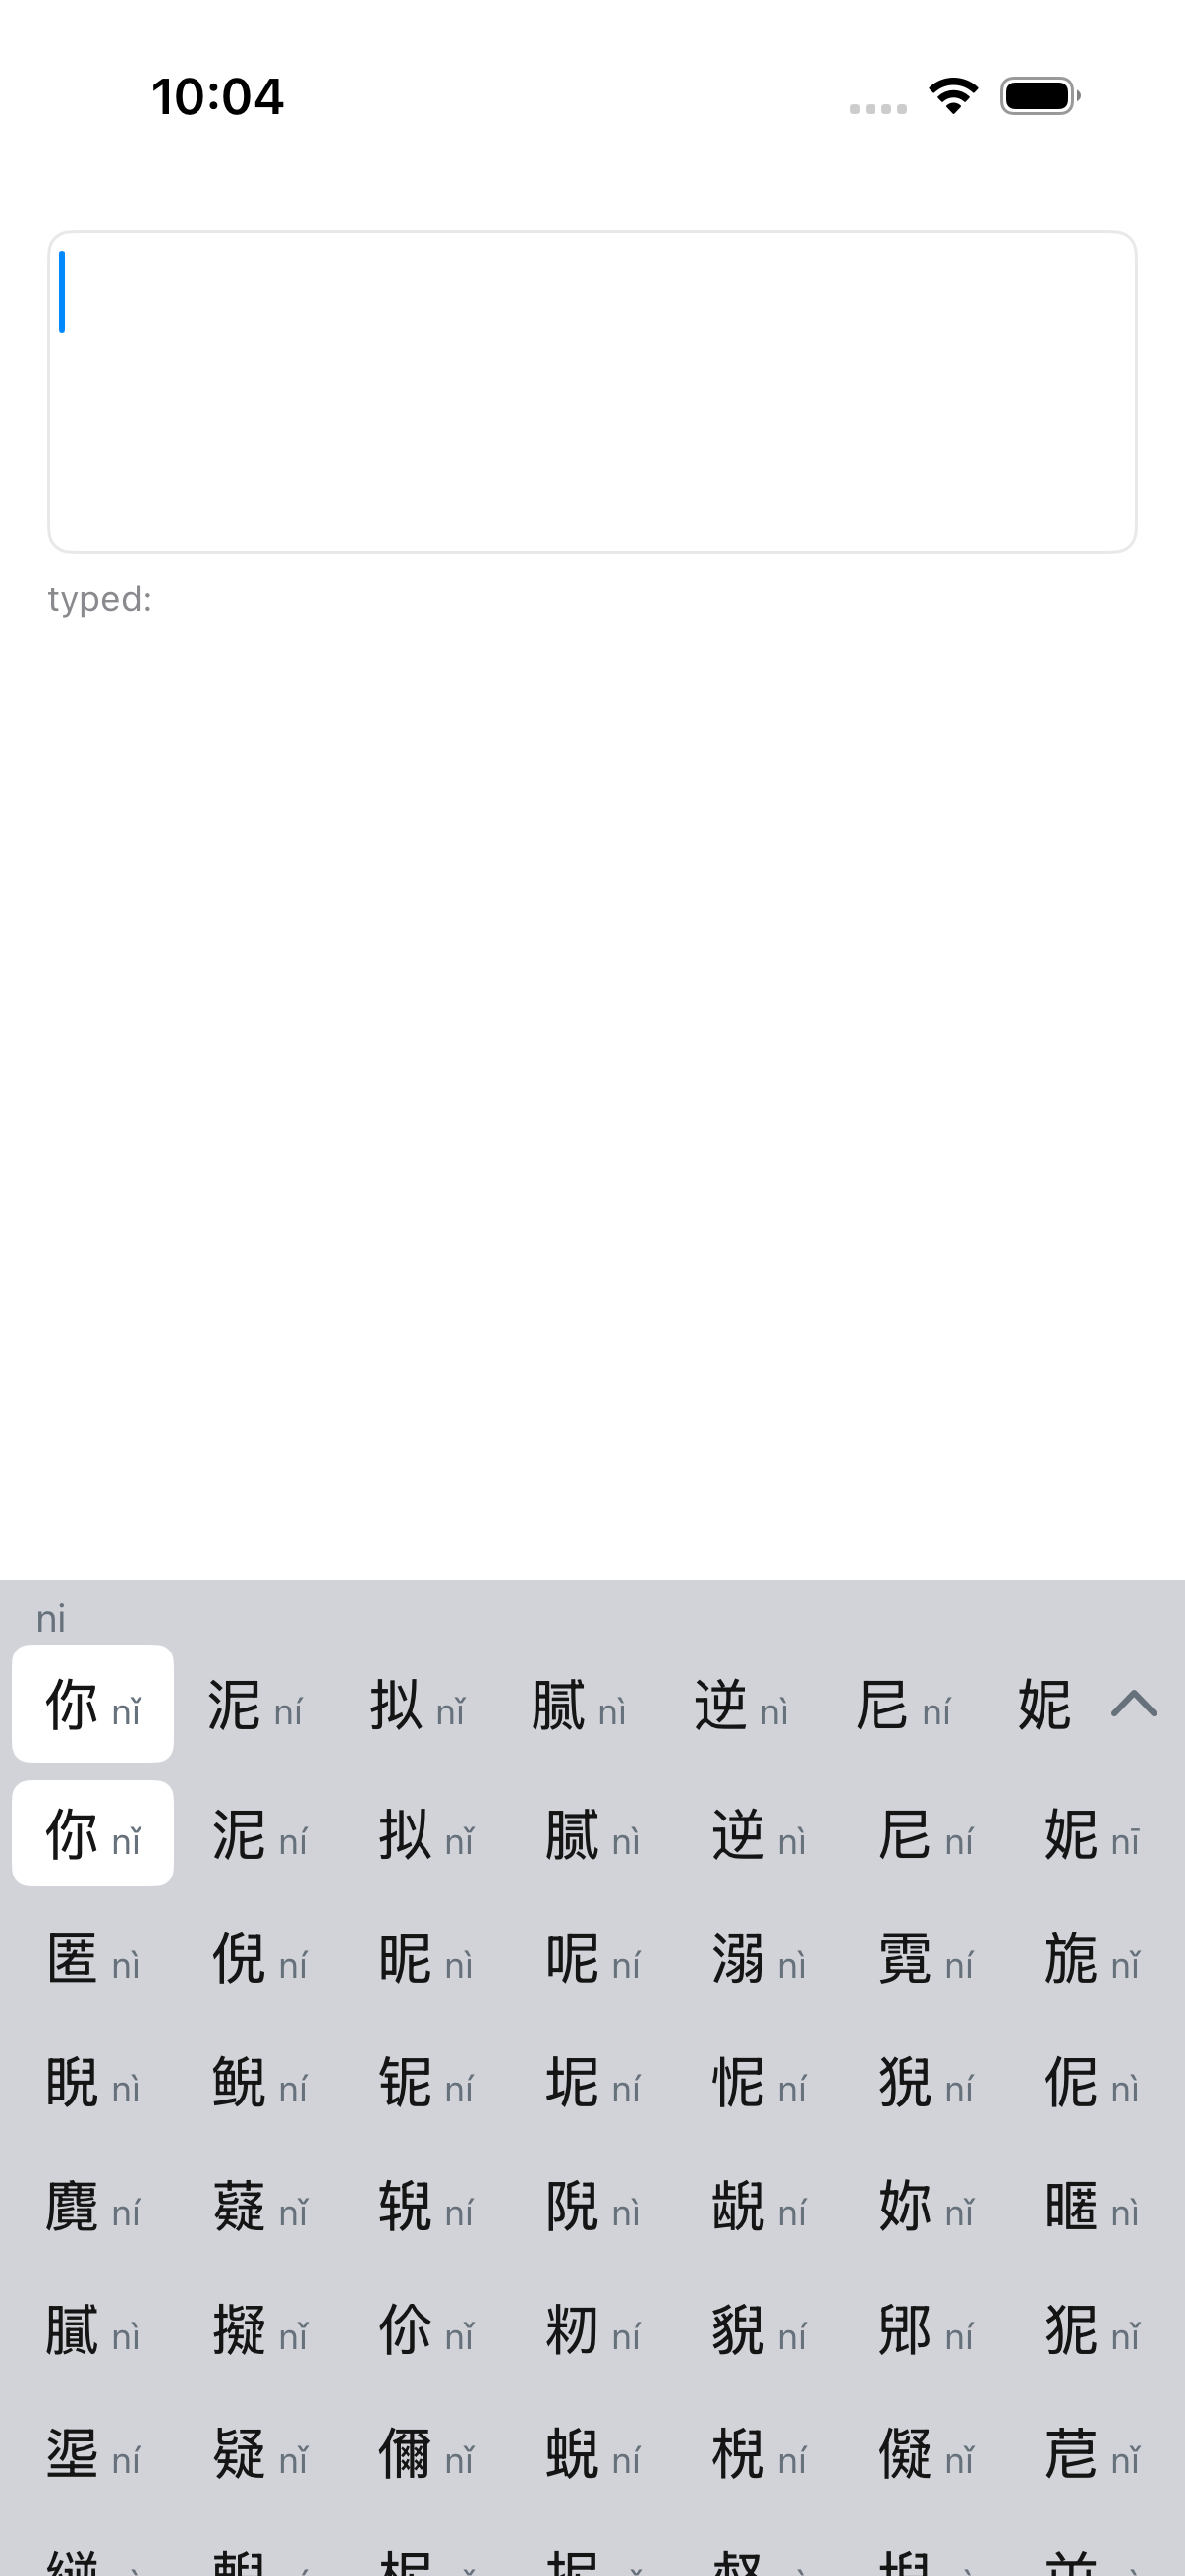 10:04
typed:
ni
你 nǐ 泥 ní 拟 nǐ 腻 nì 逆 nì 尼 ní 妮
你 nǐ 泥 ní 拟 nǐ 腻 nì 逆 nì 尼 ní 妮 nī
匿 nì 倪 ní 昵 nì 呢 ní 溺 nì 霓 ní 旎 nǐ
睨 nì 鲵 ní 铌 ní 坭 ní 怩 ní 猊 ní 伲 nì
麑 ní 薿 nǐ 輗 ní 隉 nì 齯 ní 妳 nǐ 暱 nì
膩 nì 擬 nǐ 伱 nǐ 籾 ní 貎 ní 郳 ní 狔 nǐ
埿 ní 疑 nǐ 儞 nǐ 蜺 ní 棿 ní 儗 nǐ 苨 nǐ